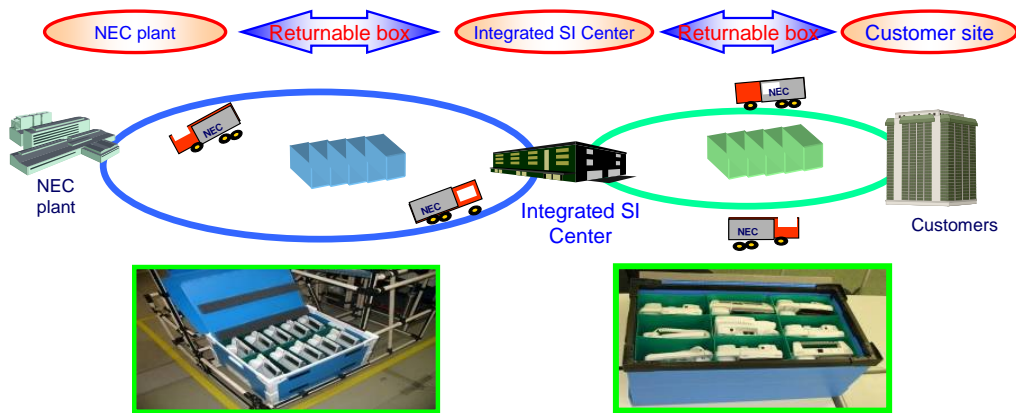 NEC plant
Returnable box
Integrated SI Center
Returnable box
Customer site
NEC
NEC
NEC
plant
NEC
Integrated SI
Center
NEC
Customers